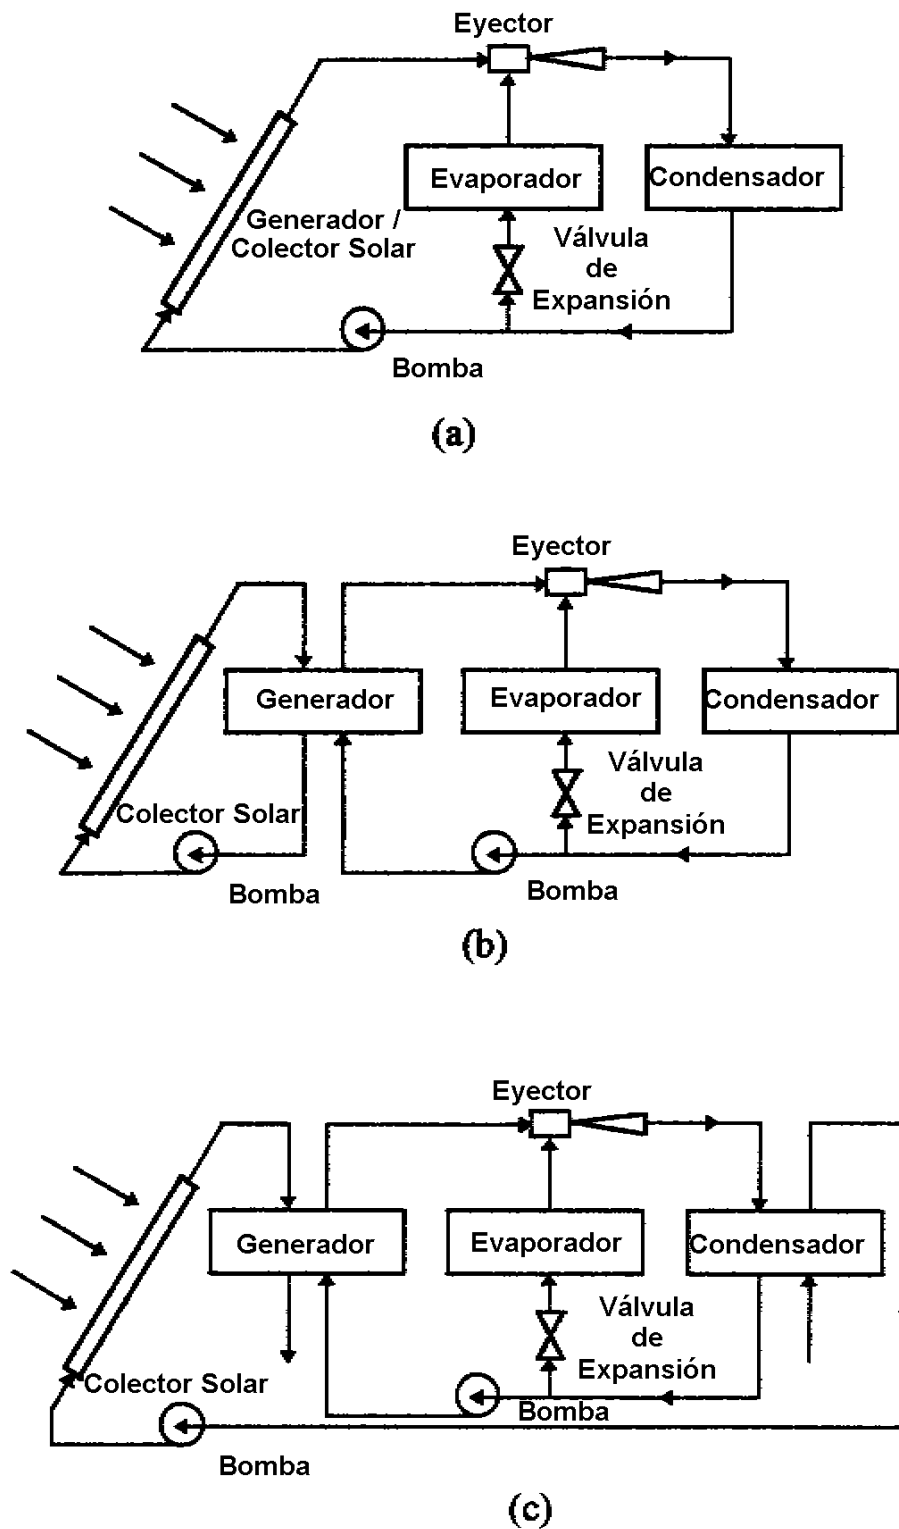 Eyector
Evaporador
Condensador
Generador /
Colector Solar
Válvula
de
Expansión
Bomba
(a)
Eyector
Generador
Evaporador
Condensador
Válvula
de
Expansión
Colector Solar
Bomba
Bomba
(b)
Eyector
Generador
Evaporador
Condensador
Válvula
de
Expansión
Colector Solar
Bomba
Bomba
(c)